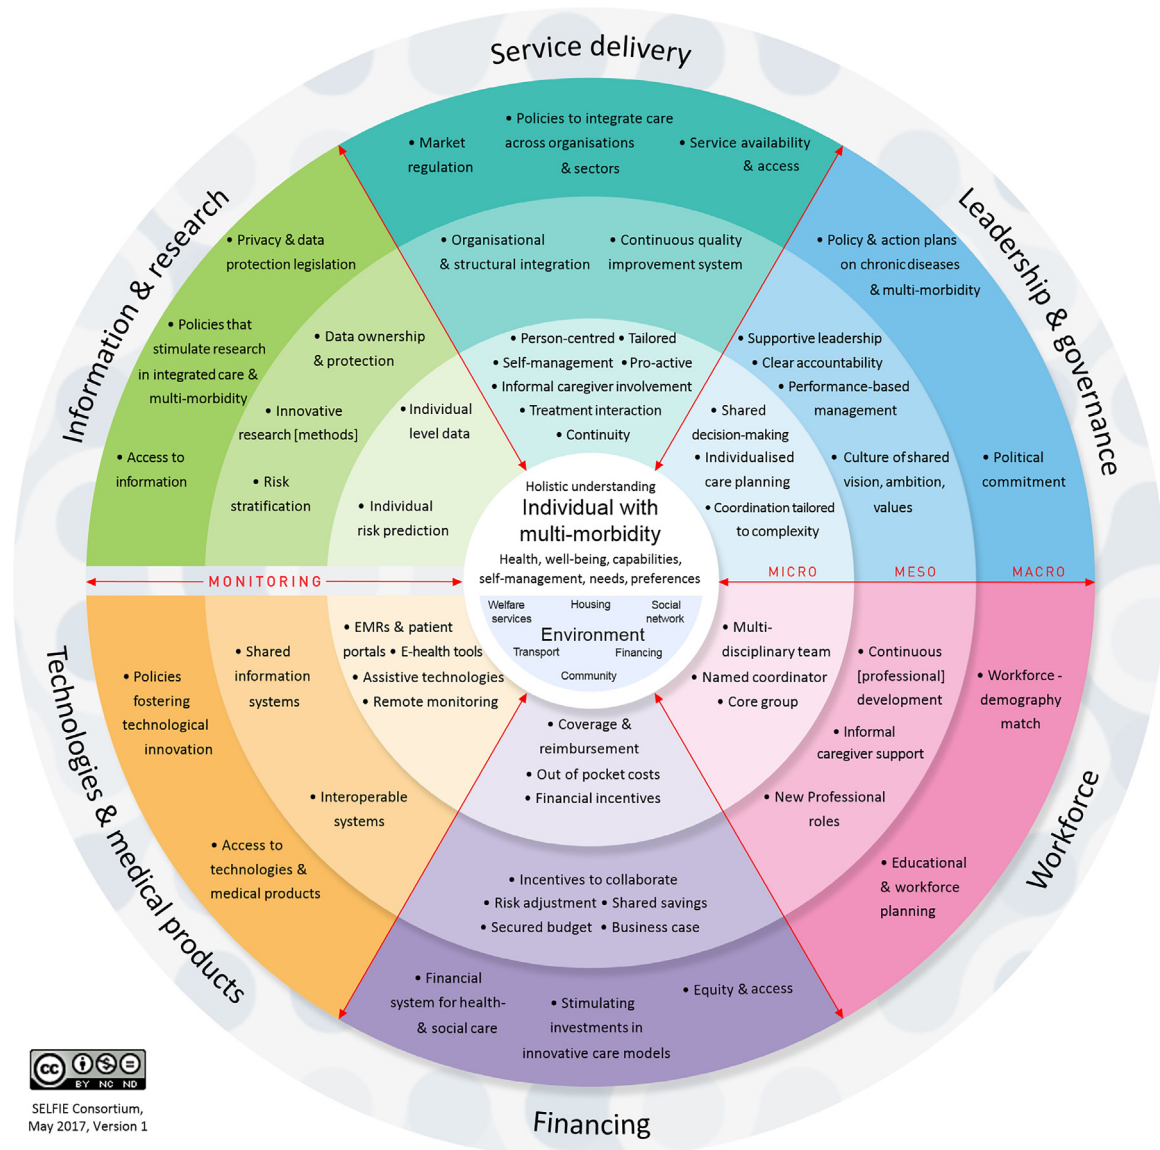 Service delivery
• Policies to integrate care
across organisations
& sectors
• Market
regulation
• Service availability
& access
• Organisational
& structural integration
• Continuous quality
improvement system
• Person-centred • Tailored
• Self-management • Pro-active
• Informal caregiver involvement
• Treatment interaction
• Continuity
Leadership & governance
• Policy & action plans
on chronic diseases
& multi-morbidity
• Political
commitment
• Supportive leadership
• Clear accountability
• Performance-based
management
• Culture of shared
vision, ambition,
values
• Shared
decision-making
• Individualised
care planning
• Coordination tailored
to complexity
Information & research
• Privacy & data
protection legislation
• Policies that
stimulate research
in integrated care &
multi-morbidity
• Access to
information
• Data ownership
& protection
• Innovative
research [methods]
• Risk
stratification
• Individual
level data
• Individual
risk prediction
Holistic understanding
Individual with
multi-morbidity
Health, well-being, capabilities,
self-management, needs, preferences
Welfare
services
Housing
Social
network
Environment
Transport
Financing
Community
MONITORING
MICRO
MESO
MACRO
Technologies & medical products
• EMRs & patient
portals • E-health tools
• Assistive technologies
• Remote monitoring
• Shared
information
systems
• Interoperable
systems
• Policies
fostering
technological
innovation
• Access to
technologies &
medical products
Workforce
• Multi-
disciplinary team
• Named coordinator
• Core group
• Continuous
[professional]
development
• Informal
caregiver support
• New Professional
roles
• Workforce -
demography
match
• Educational
& workforce
planning
• Coverage &
reimbursement
• Out of pocket costs
• Financial incentives
• Incentives to collaborate
• Risk adjustment • Shared savings
• Secured budget • Business case
• Financial
system for health-
& social care
• Stimulating
investments in
innovative care models
• Equity & access
Financing
cc
BY NC ND
SELFIE Consortium,
May 2017, Version 1